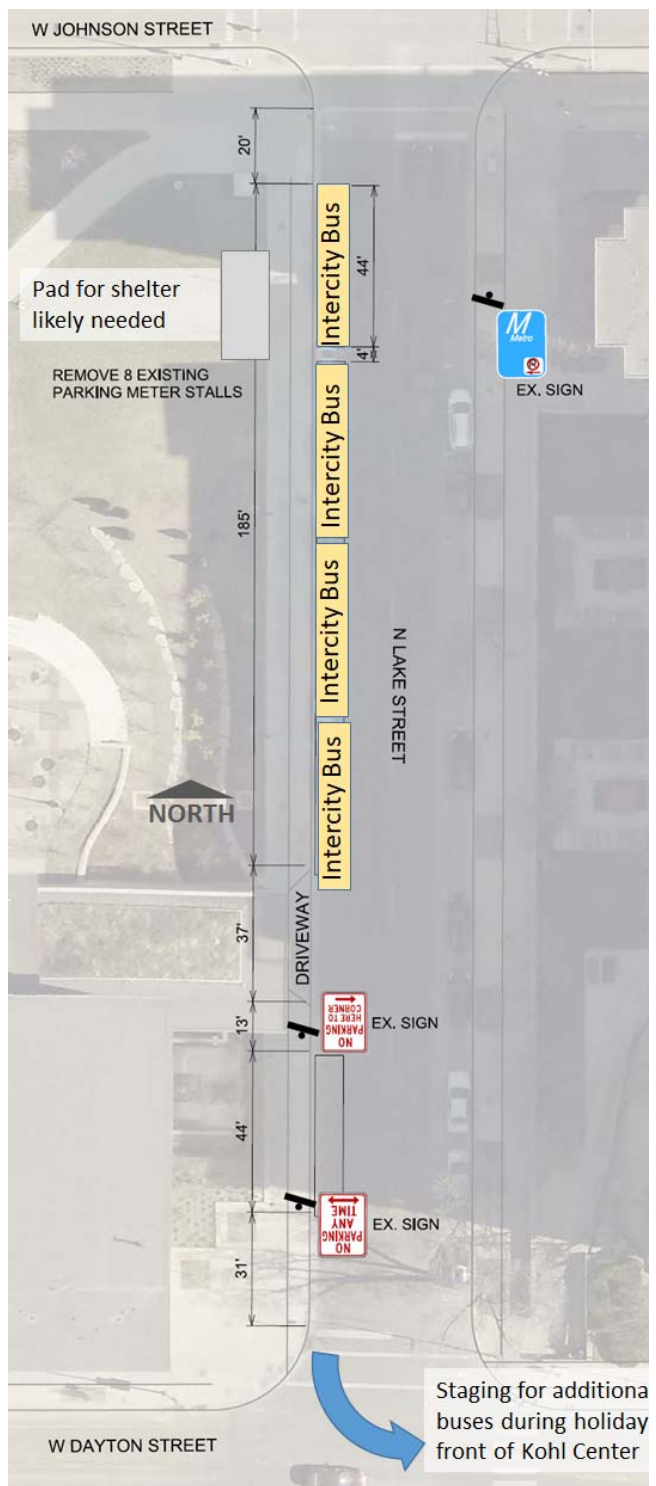 W JOHNSON STREET
20'
Intercity Bus
44'
Pad for shelter
likely needed
M
Metro
4'
REMOVE 8 EXISTING
PARKING METER STALLS
EX. SIGN
Intercity Bus
185'
Intercity Bus
N LAKE STREET
Intercity Bus
NORTH
37'
DRIVEWAY
13'
NO
PARKING
HERE TO
CORNER
EX. SIGN
44'
NO
PARKING
ANY
TIME
EX. SIGN
31'
Staging for additiona
buses during holiday
front of Kohl Center
W DAYTON STREET